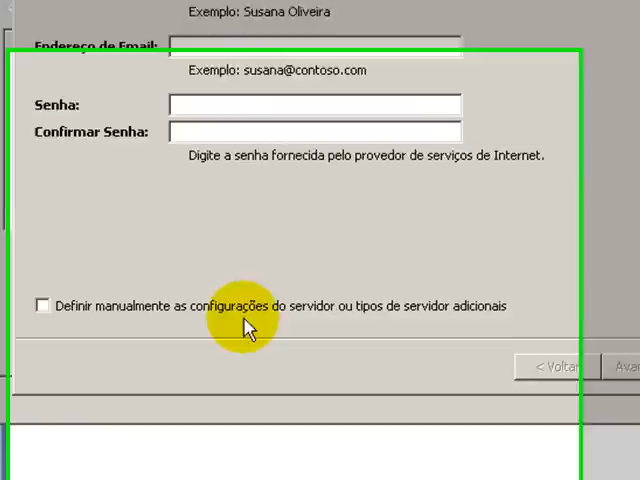 Exemplo: Susana Oliveira
Endereço de Email:
Exemplo: susana@contoso.com
Senha:
Confirmar Senha:
Digite a senha fornecida pelo provedor de serviços de Internet.
Definir manualmente as configurações do servidor ou tipos de servidor adicionais
< Voltar